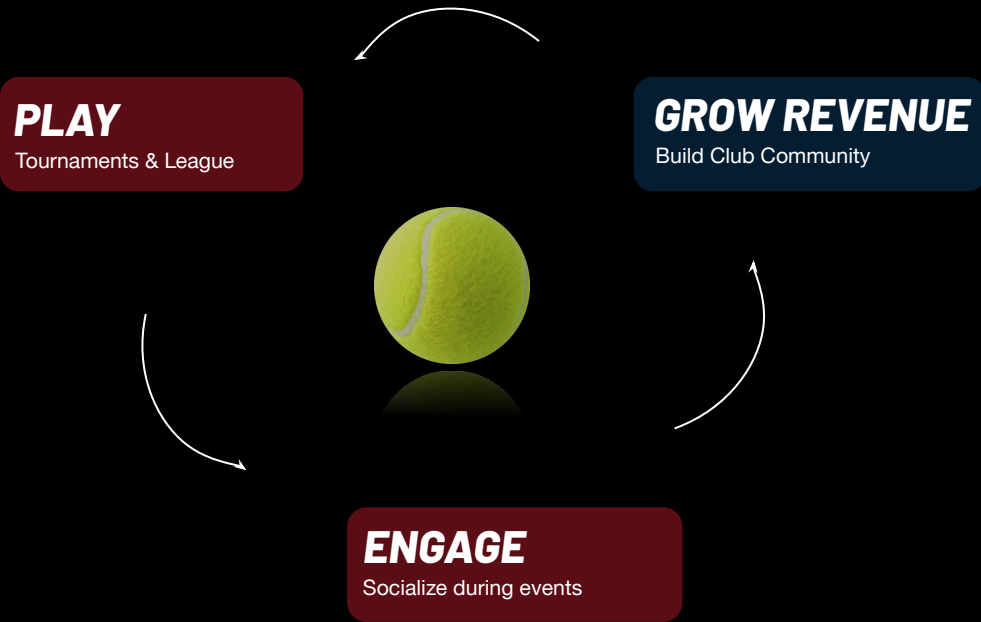 PLAY
Tournaments & League
GROW REVENUE
Build Club Community
ENGAGE
Socialize during events